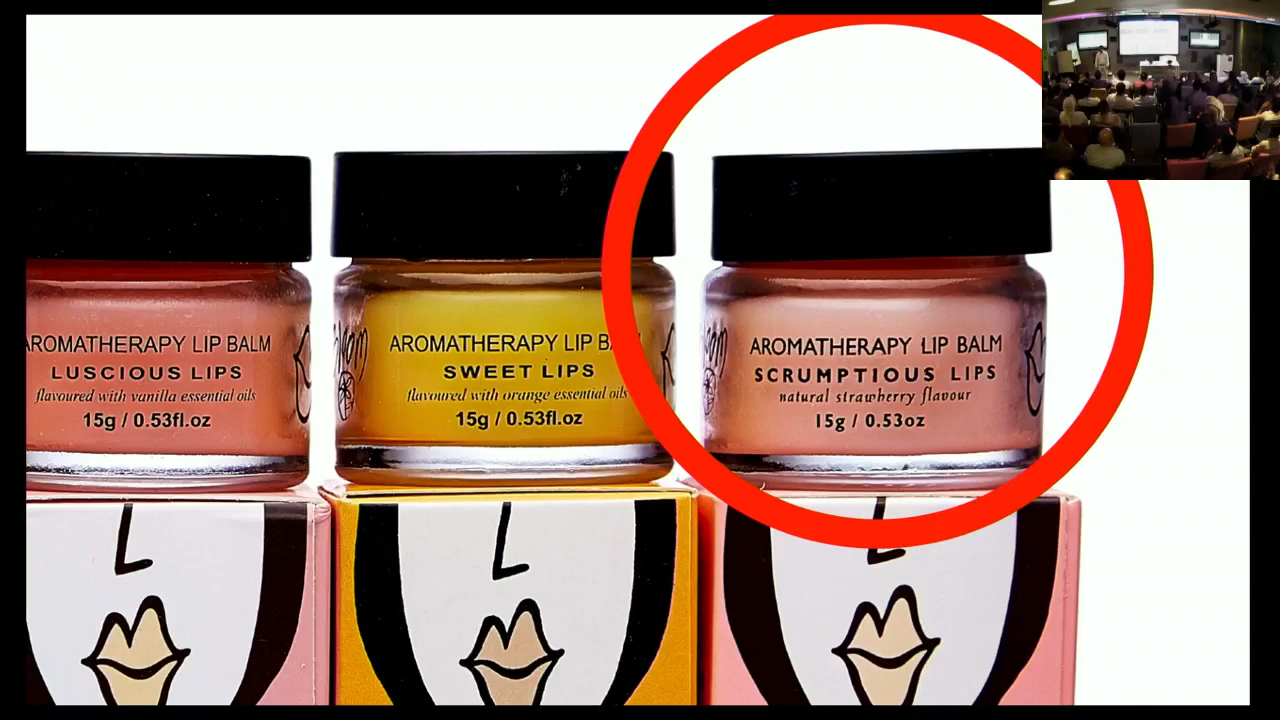 AROMATHERAPY LIP BALM
LUSCIOUS LIPS
flavoured with vanilla essential oils
15g / 0.53fl.oz
AROMATHERAPY LIP BA
SWEET LIPS
flavoured with orange essential oils
15g / 0.53fl.oz
AROMATHERAPY LIP BALM
SCRUMPTIOUS LIPS
natural strawberry flavour
15g / 0.53oz